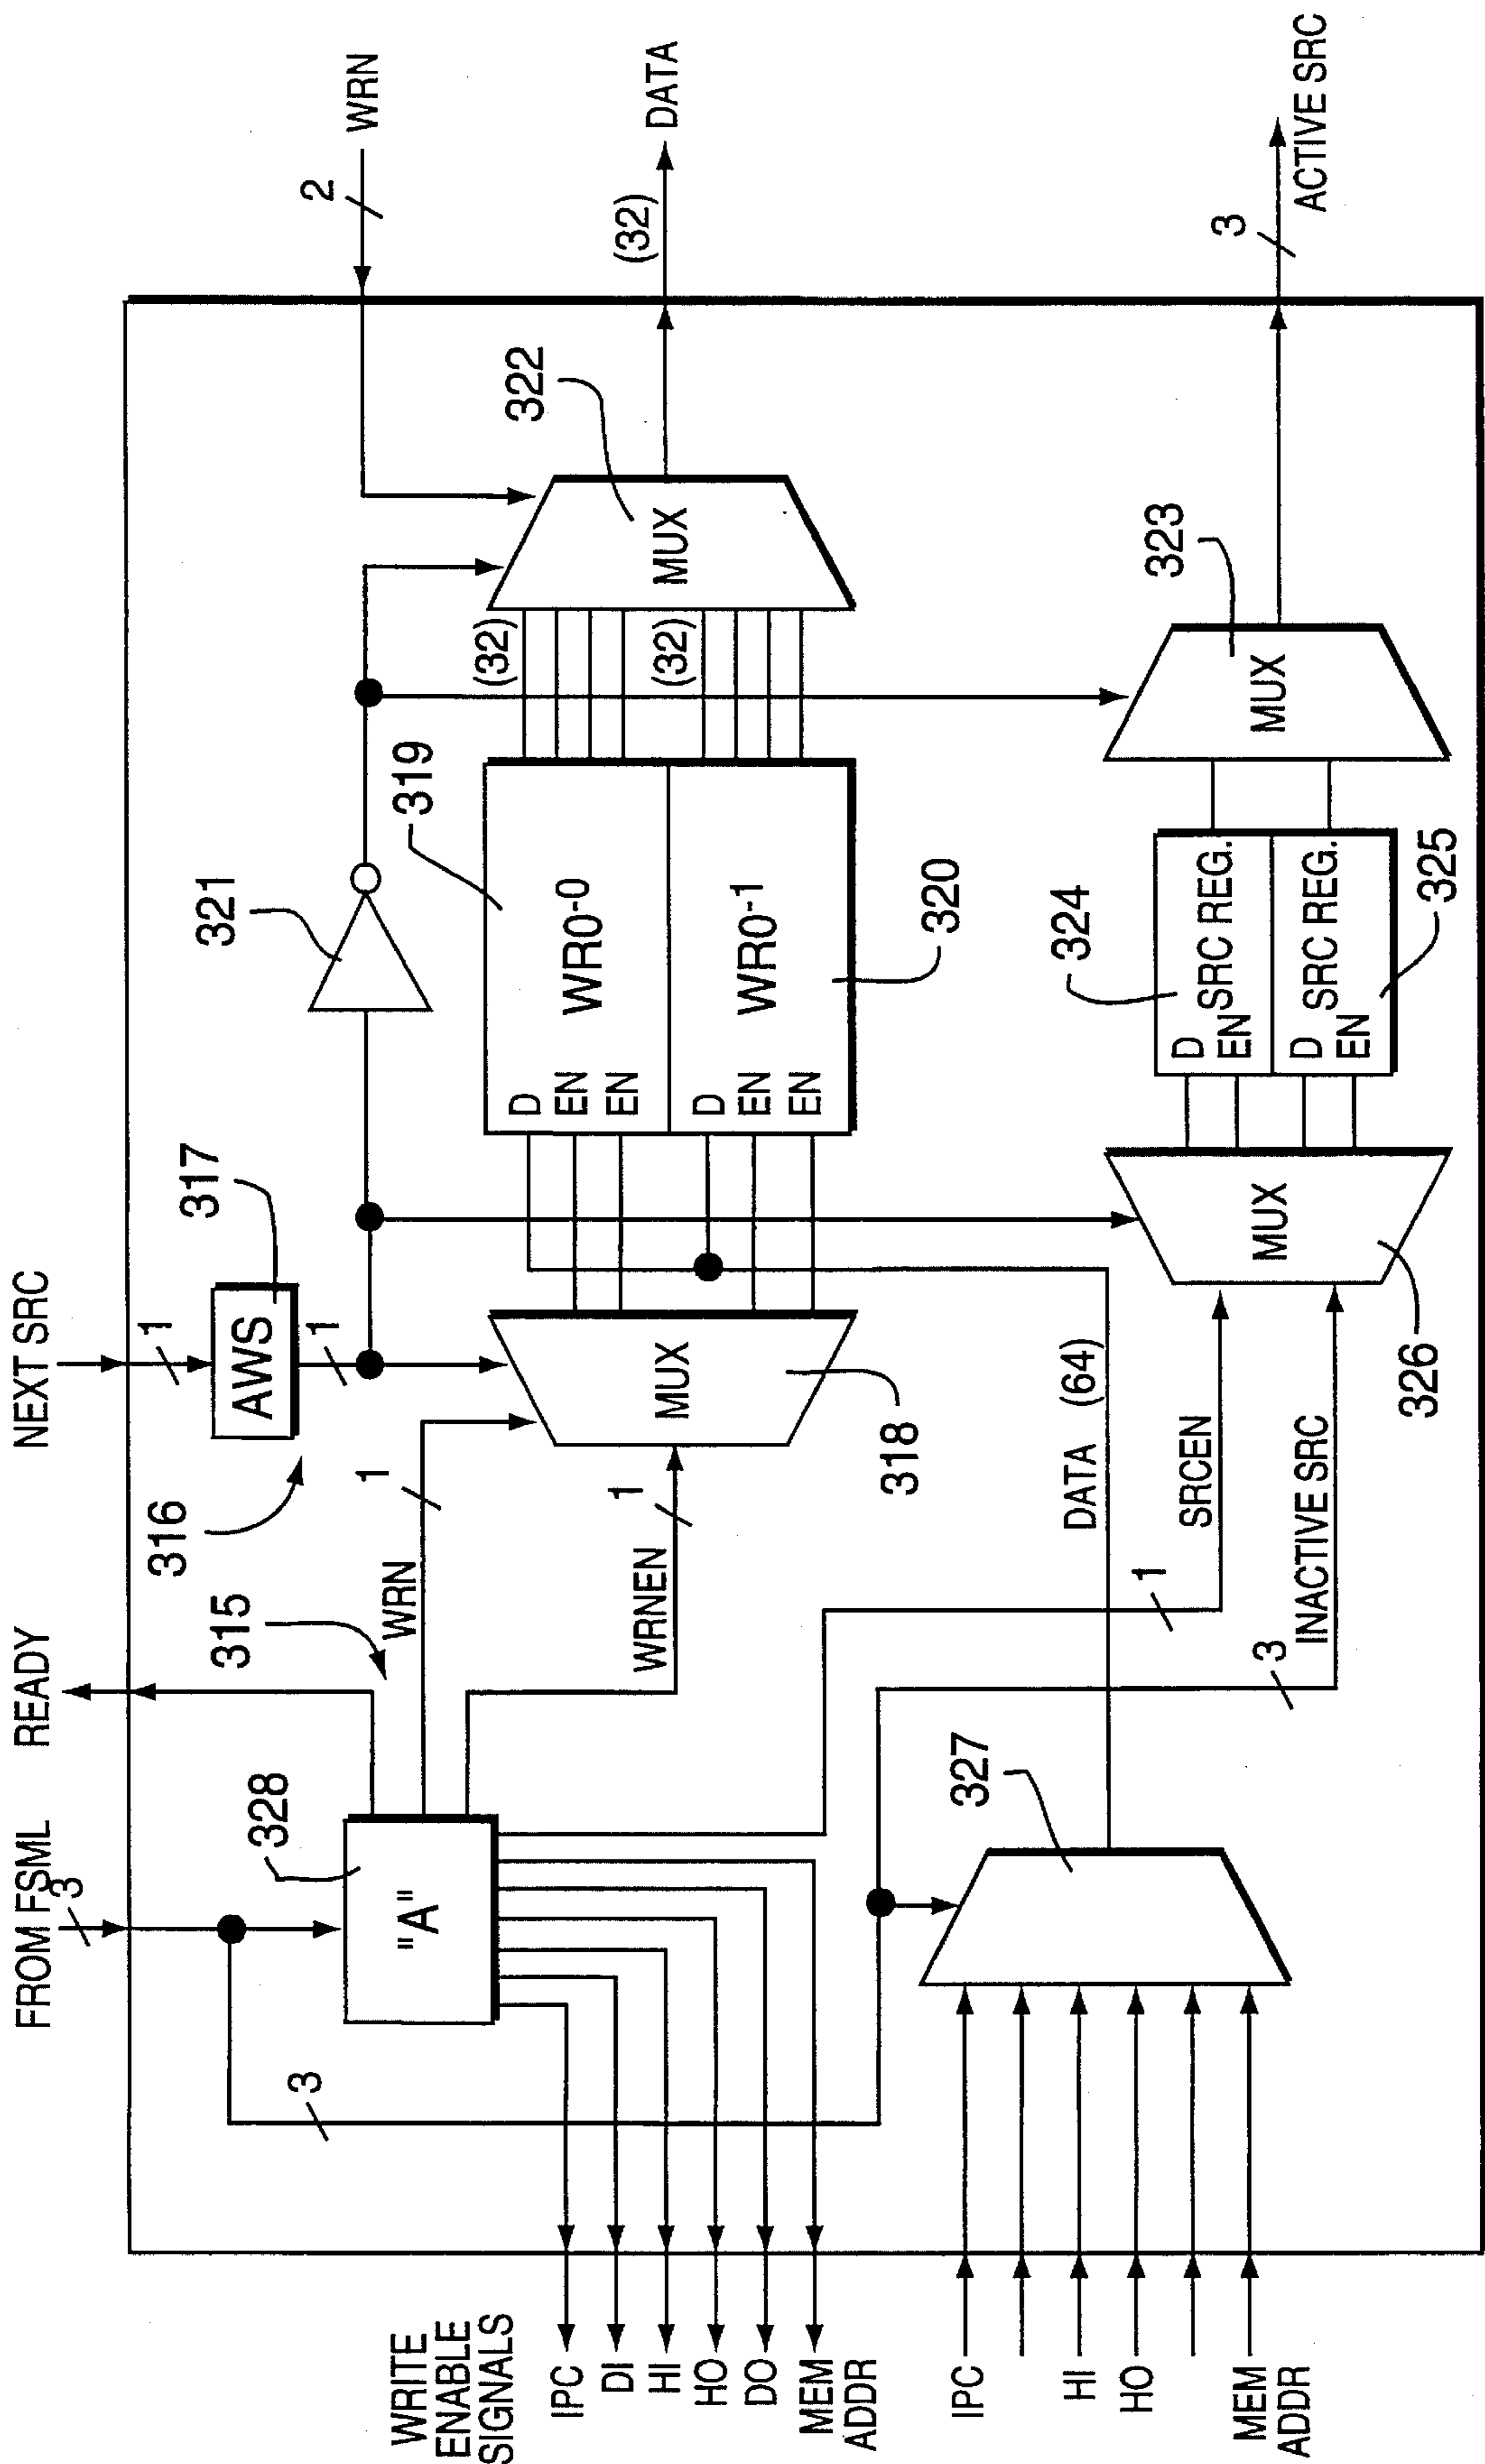 FROM FSML
READY
NEXT SRC
3
1
WRN
2
316
AWS
317
1
315
321
328
"A"
WRN
1
WRNEN
1
MUX
318
D
EN
EN
WR0-0
319
D
EN
EN
WR0-1
320
(32)
(32)
MUX
322
(32)
DATA
3
WRITE
ENABLE
SIGNALS
IPC
DI
HI
HO
DO
MEM
ADDR
IPC
HI
HO
MEM
ADDR
327
DATA (64)
1
SRCEN
3
INACTIVE SRC
MUX
326
D
EN
SRC REG.
324
D
EN
SRC REG.
325
MUX
323
3
ACTIVE SRC